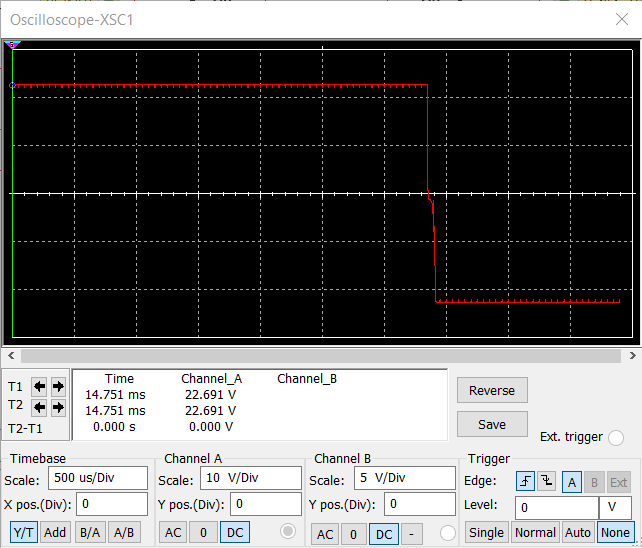 Oscilloscope-XSC1
T1
T2
T2-T1
Time Channel_A Channel_B
14.751 ms 22.691 V
14.751 ms 22.691 V
0.000 s 0.000 V
Reverse
Save
Ext. trigger
Timebase
Scale: 500 us/Div
X pos.(Div): 0
Y/T Add B/A A/B
Channel A
Scale: 10 V/Div
Y pos.(Div): 0
AC 0 DC
Channel B
Scale: 5 V/Div
Y pos.(Div): 0
AC 0 DC -
Trigger
Edge: A B Ext
Level: 0 V
Single Normal Auto None